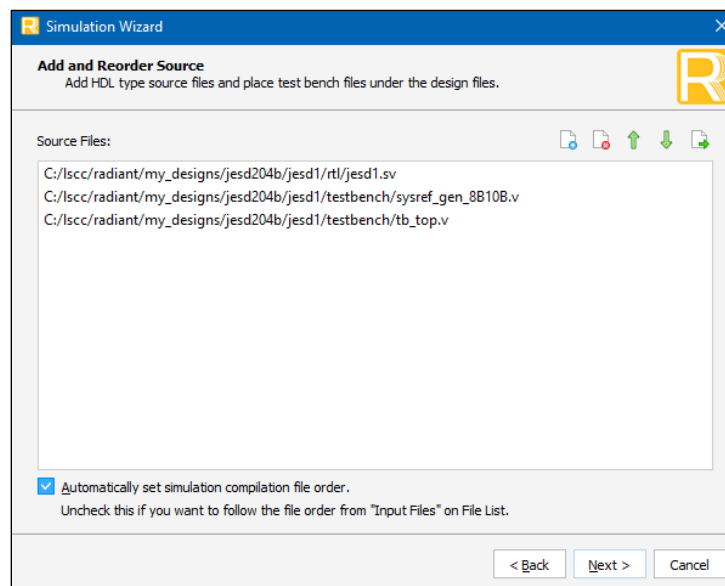 Simulation Wizard
Add and Reorder Source
Add HDL type source files and place test bench files under the design files.
Source Files:
C:/lscc/radiant/my_designs/jesd204b/jesd1/rtl/jesd1.sv
C:/lscc/radiant/my_designs/jesd204b/jesd1/testbench/sysref_gen_8B10B.v
C:/lscc/radiant/my_designs/jesd204b/jesd1/testbench/tb_top.v
Automatically set simulation compilation file order.
Uncheck this if you want to follow the file order from "Input Files" on File List.
< Back Next > Cancel